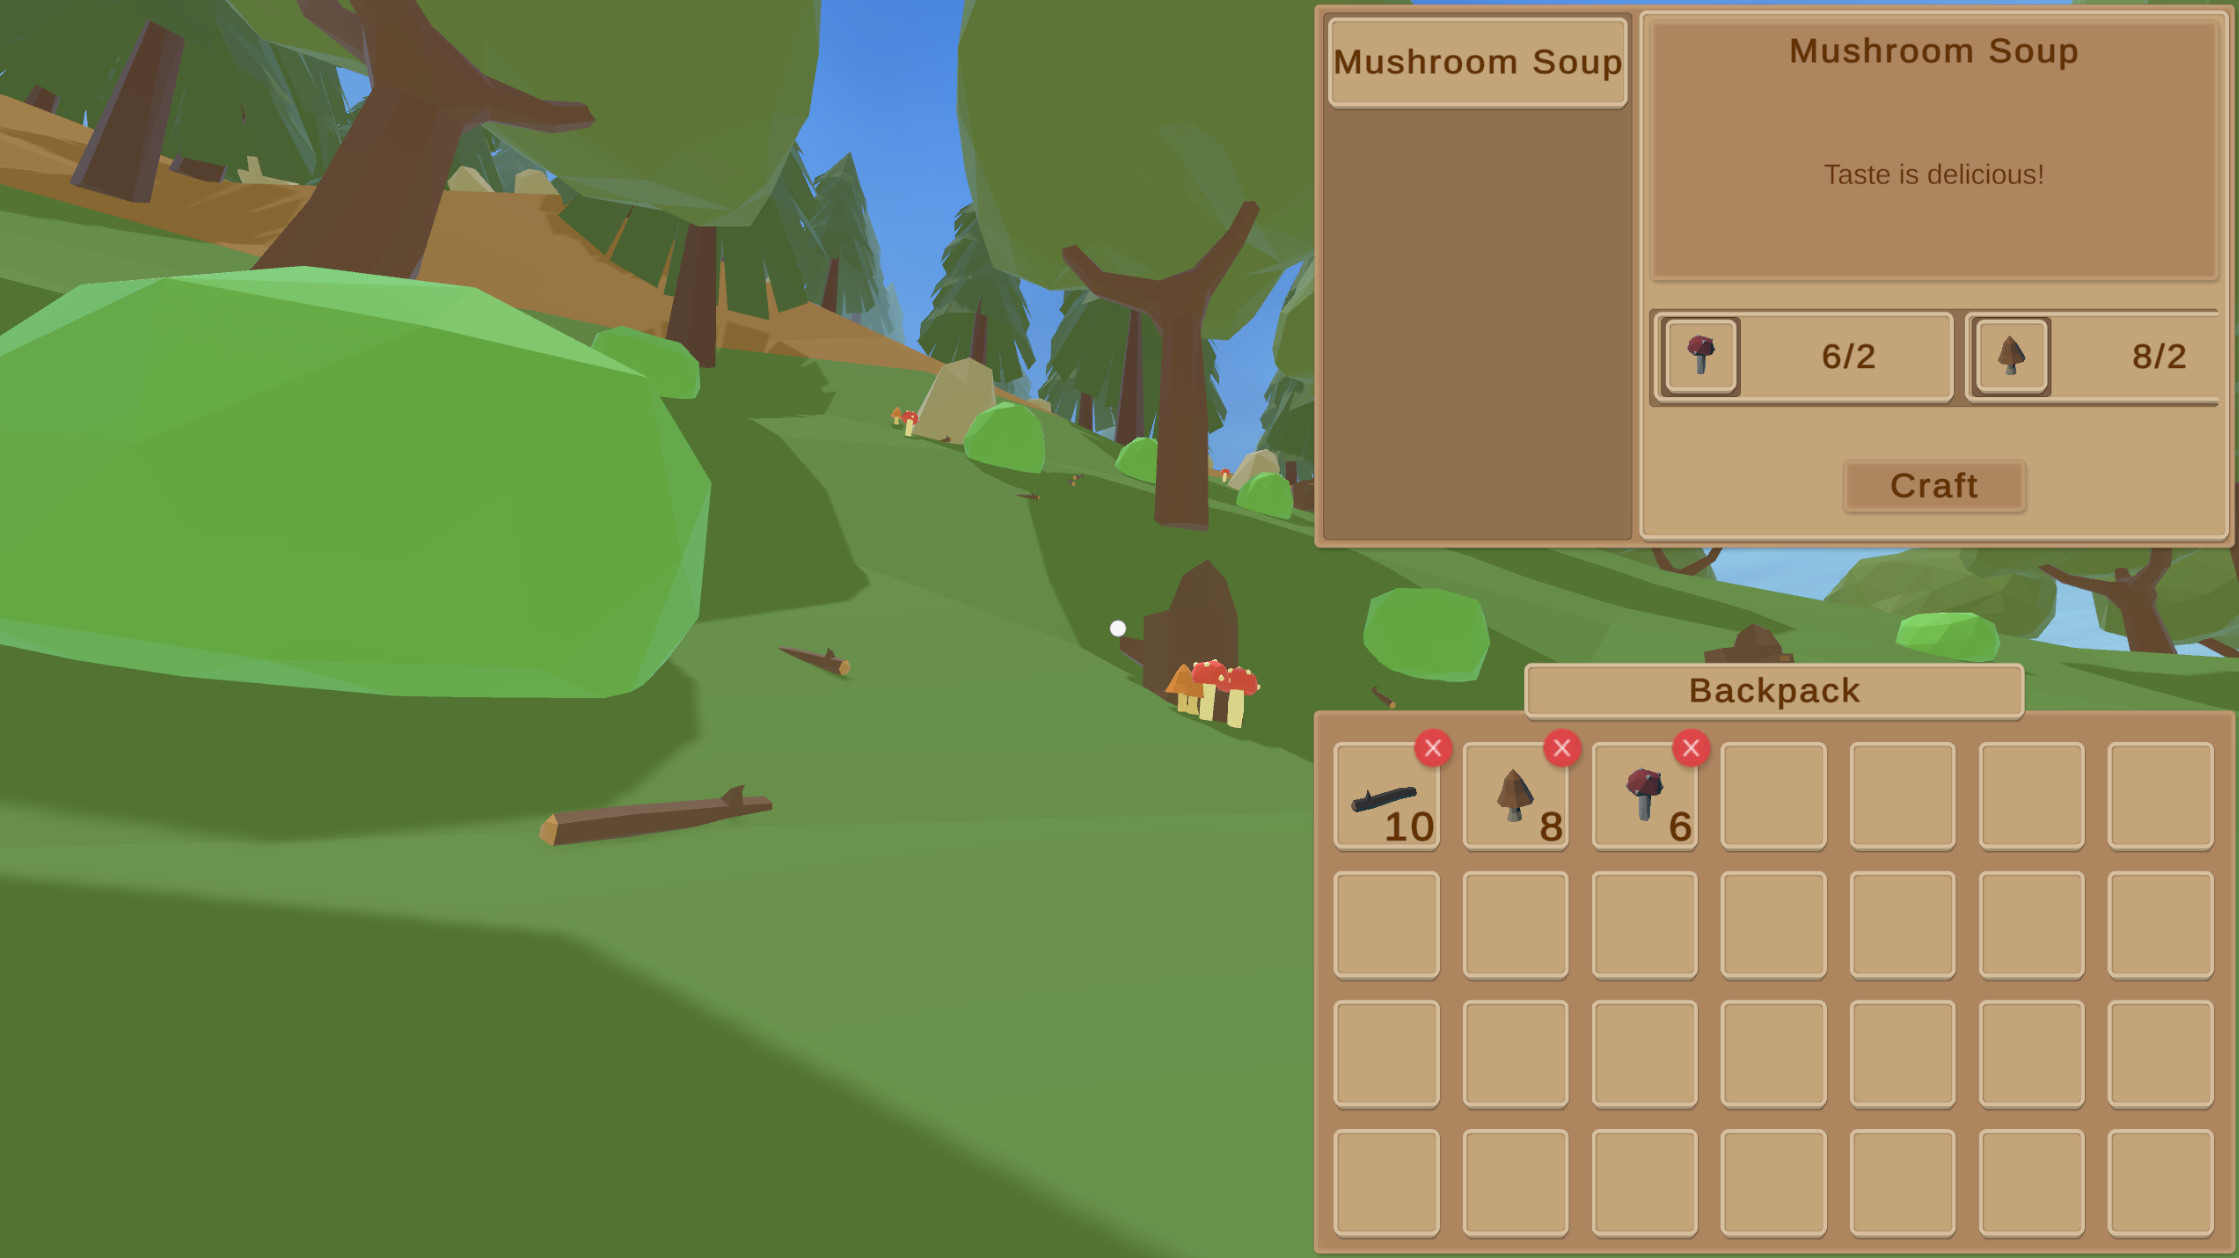 Mushroom Soup
Mushroom Soup
Taste is delicious!
6/2
8/2
Craft
Backpack
10
8
6